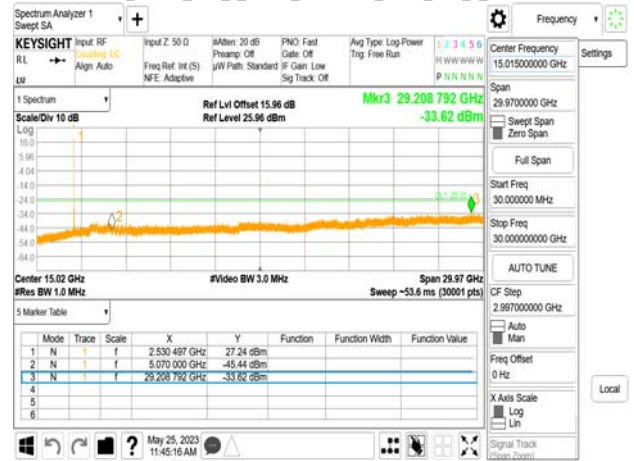 Spectrum Analyzer 1
Swept SA
Frequency
KEYSIGHT Input: RF Input Z: 50 Ω #Atten: 20 dB PNO: Fast Avg Type: Log-Power 1 2 3 4 5 6
RL Coupling: DC Preamp: Off Gate: Off Trig: Free Run M W W W W W
Align: Auto Freq Ref: Int (S) µW Path: Standard IF Gain: Low
NFE: Adaptive Sig Track: Off P N N N N N
1 Spectrum
Ref Lvl Offset 15.96 dB
Mkr3 29.208 792 GHz
Scale/Div 10 dB
Ref Level 25.96 dBm
-33.62 dBm
Log
1
16.0
5.96
-4.04
-14.0
-24.0
3
-34.0
2
-44.0
-54.0
-64.0
Center 15.02 GHz #Video BW 3.0 MHz Span 29.97 GHz
#Res BW 1.0 MHz Sweep ~53.6 ms (30001 pts)
5 Marker Table
Mode Trace Scale X Y Function Function Width Function Value
1 N 1 f 2.530 497 GHz 27.24 dBm
2 N 1 f 5.070 000 GHz -45.44 dBm
3 N 1 f 29.208 792 GHz -33.62 dBm
4
5
6
?
May 25, 2023
11:45:16 AM
Center Frequency
15.015000000 GHz
Settings
Span
29.9700000 GHz
Swept Span
Zero Span
Full Span
Start Freq
30.000000 MHz
Stop Freq
30.000000000 GHz
AUTO TUNE
CF Step
2.997000000 GHz
Auto
Man
Freq Offset
0 Hz
X Axis Scale
Log
Lin
Local
Signal Track
(Span Zoom)